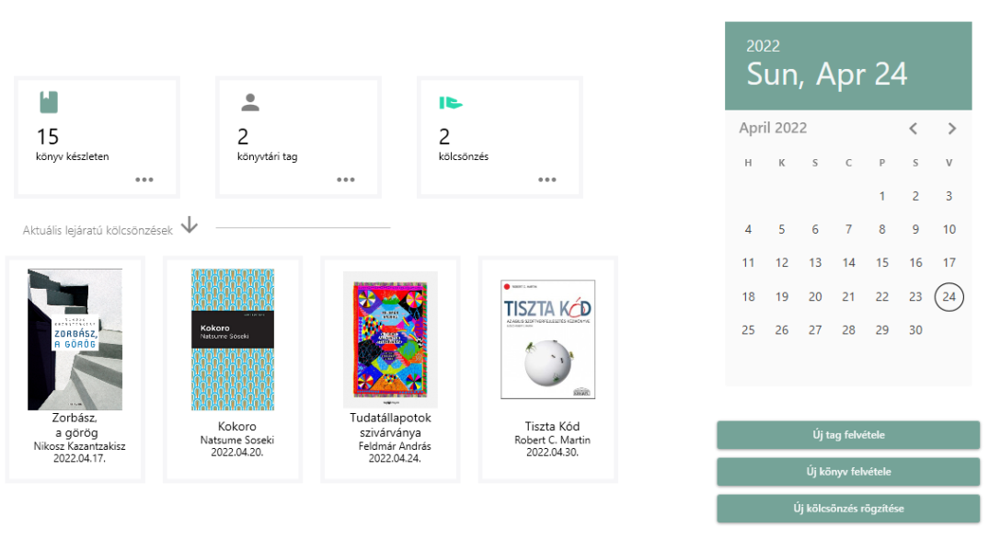 15
könyv készleten
2
könyvtári tag
2
kölcsönzés
Aktuális lejáratú kölcsönzések
ZORBÁSZ,
A GÖRÖG
Zorbász,
a görög
Nikosz Kazantzakisz
2022.04.17.
Kokoro
Natsume Sōseki
Kokoro
Natsume Soseki
2022.04.20.
Tudatállapotok
szivárványa
Feldmár András
2022.04.24.
ROBERT C. MARTIN
TISZTA KÓD
AZ AGILIS SZOFTVERFEJLESZTÉS KÉZIKÖNYVE
Tiszta Kód
Robert C. Martin
2022.04.30.
2022
Sun, Apr 24
April 2022
H K S C P S V
1 2 3
4 5 6 7 8 9 10
11 12 13 14 15 16 17
18 19 20 21 22 23 24
25 26 27 28 29 30
Új tag felvétele
Új könyv felvétele
Új kölcsönzés rögzítése